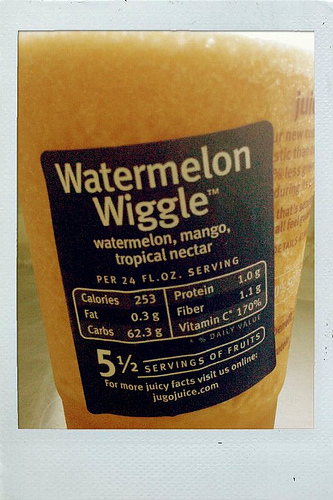 Watermelon
Wiggle™
watermelon, mango,
tropical nectar
PER 24 FL.OZ. SERVING
Calories 253
Fat 0.3 g
Carbs 62.3 g
Protein 1.0 g
Fiber 1.1 g
Vitamin C* 170%
* % DAILY VALUE
5½ SERVINGS OF FRUITS
For more juicy facts visit us online:
jugojuice.com